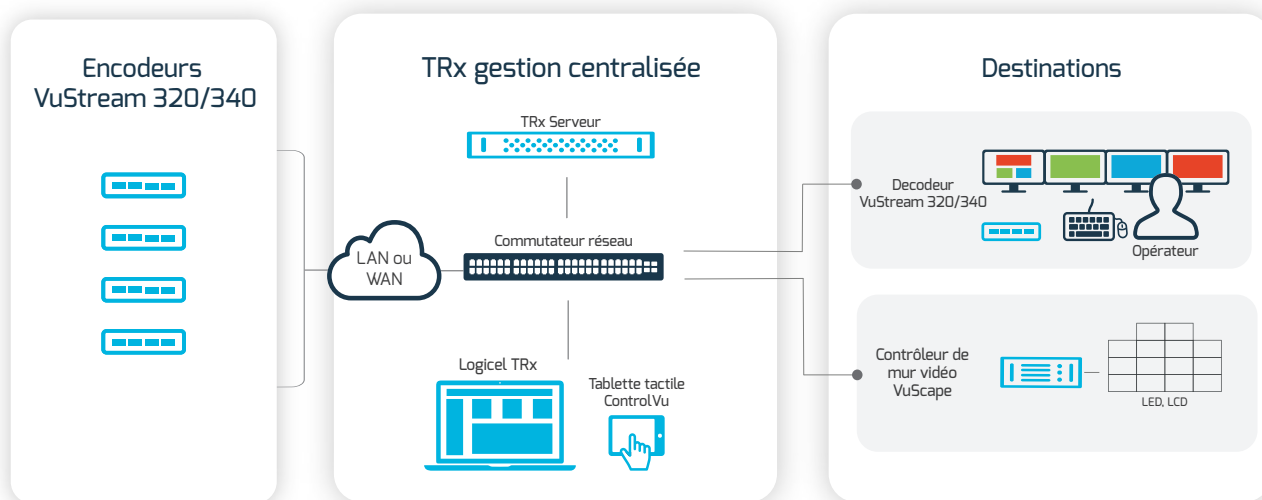 Encodeurs
VuStream 320/340
TRx gestion centralisée
TRx Serveur
Commutateur réseau
LAN ou
WAN
Logiciel TRx
Tablette tactile
ControlVu
Destinations
Decodeur
VuStream 320/340
Opérateur
Contrôleur de
mur vidéo
VuScape
LED, LCD